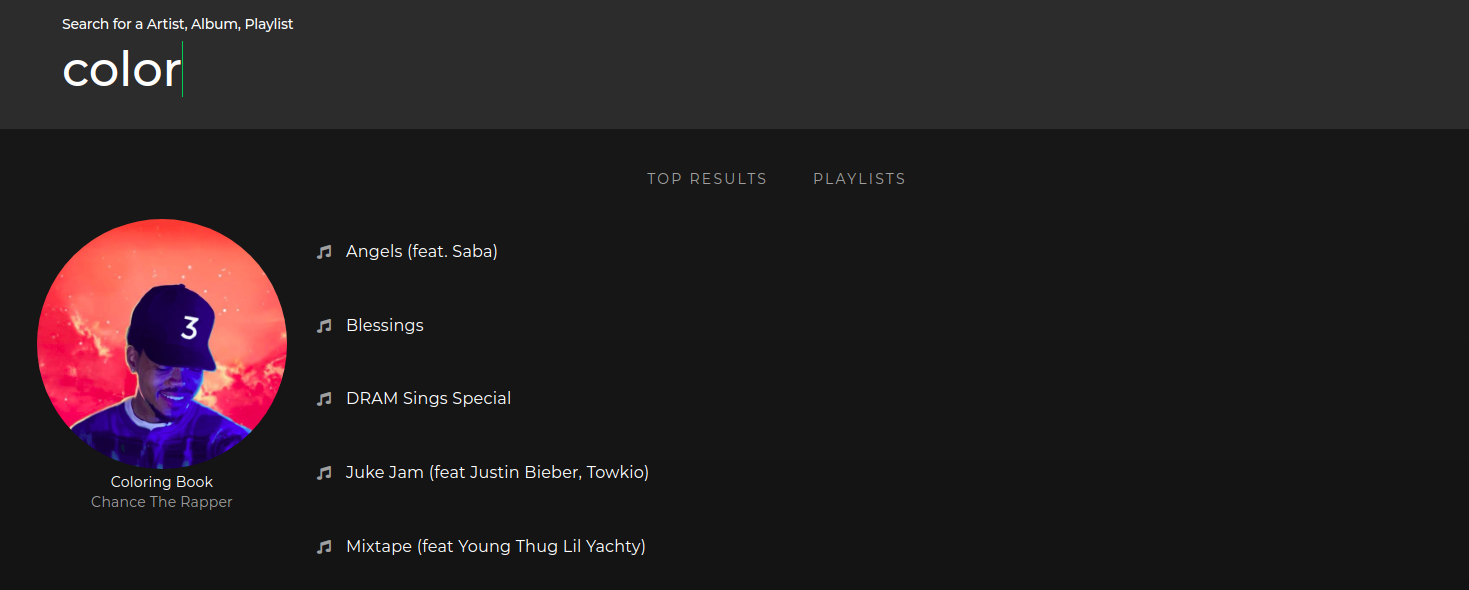 Search for a Artist, Album, Playlist
color
TOP RESULTS PLAYLISTS
3
Angels (feat. Saba)
Blessings
DRAM Sings Special
Juke Jam (feat Justin Bieber, Towkio)
Coloring Book
Chance The Rapper
Mixtape (feat Young Thug Lil Yachty)